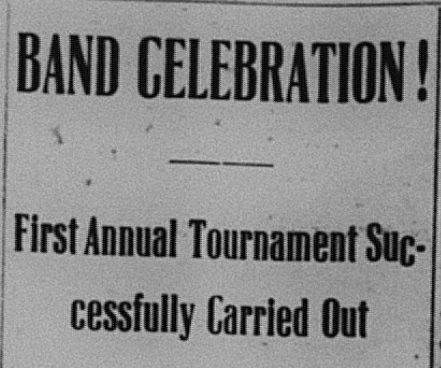 BAND CELEBRATION!
First Annual Tournament Suc-
cessfully Carried Out